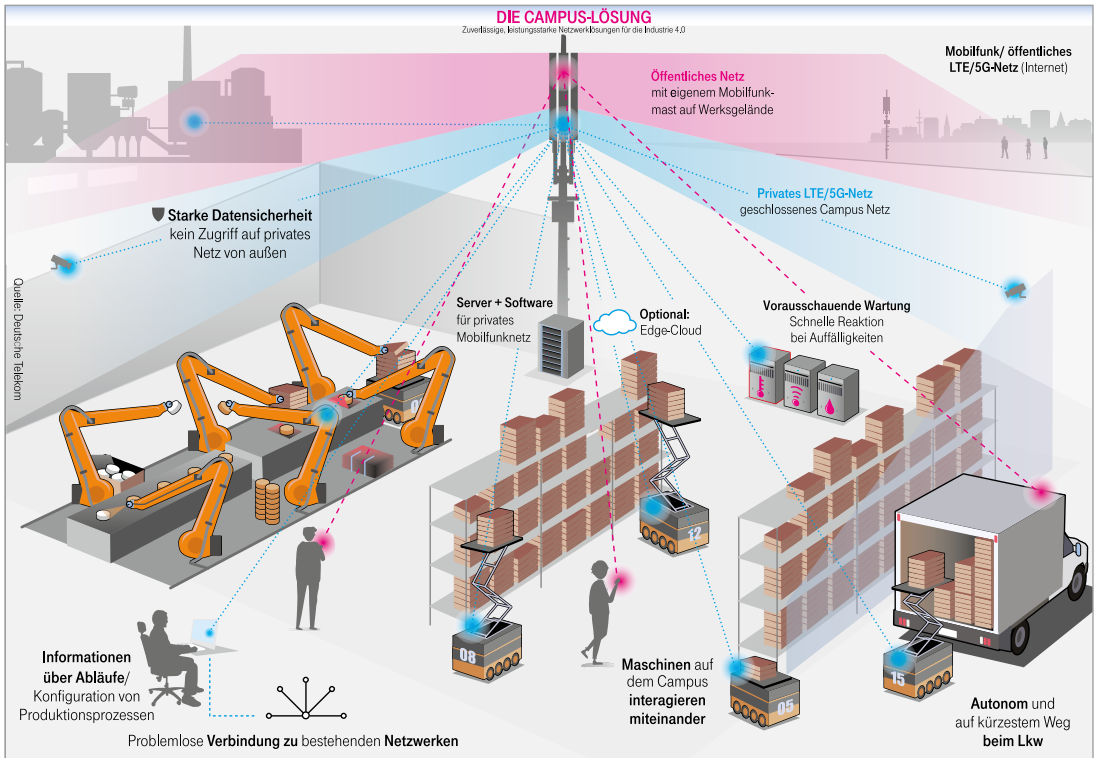 DIE CAMPUS-LÖSUNG
Zuverlässige, leistungsstarke Netzwerklösungen für die Industrie 4.0
Mobilfunk/ öffentliches
LTE/5G-Netz (Internet)
Öffentliches Netz
mit eigenem Mobilfunk-
mast auf Werksgelände
Privates LTE/5G-Netz
geschlossenes Campus Netz
Starke Datensicherheit
kein Zugriff auf privates
Netz von außen
Quelle: Deutsche Telekom
Server + Software
für privates
Mobilfunknetz
Optional:
Edge-Cloud
Vorausschauende Wartung
Schnelle Reaktion
bei Auffälligkeiten
12
08
05
15
Informationen
über Abläufe/
Konfiguration von
Produktionsprozessen
Problemlose Verbindung zu bestehenden Netzwerken
Maschinen auf
dem Campus
interagieren
miteinander
Autonom und
auf kürzestem Weg
beim Lkw